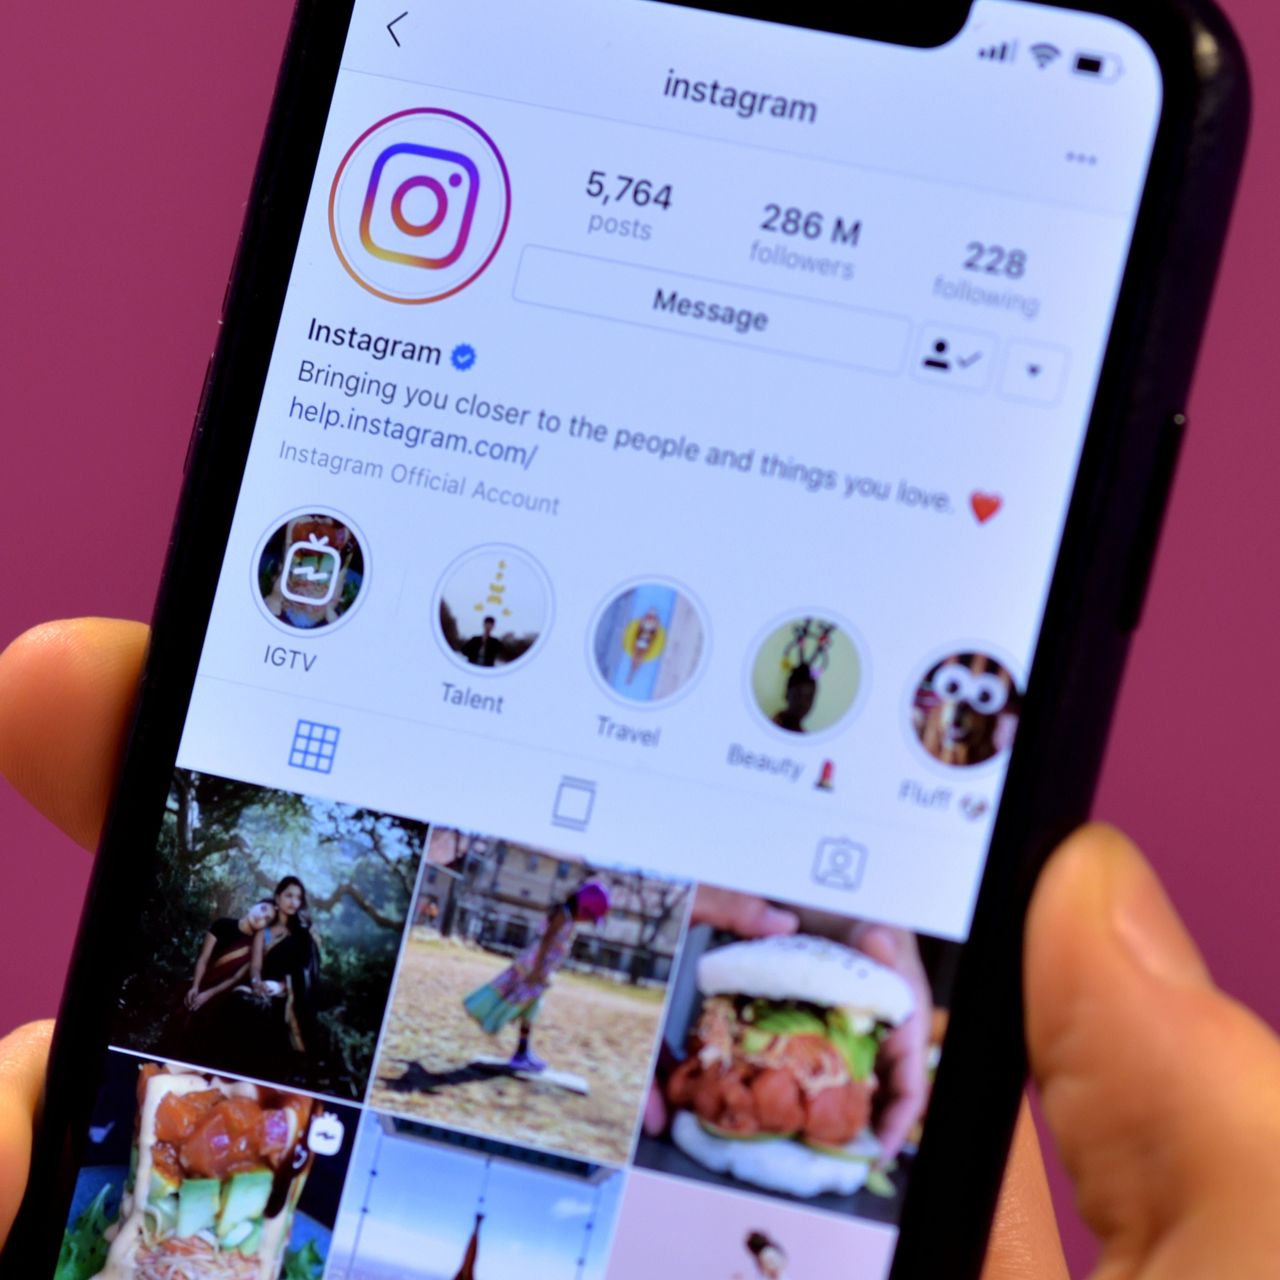 instagram
5,764 posts
286 M followers
228 following
Message
Instagram
Bringing you closer to the people and things you love. ❤️
help.instagram.com/
Instagram Official Account
IGTV
Talent
Travel
Beauty 💄
Fluff 🐶